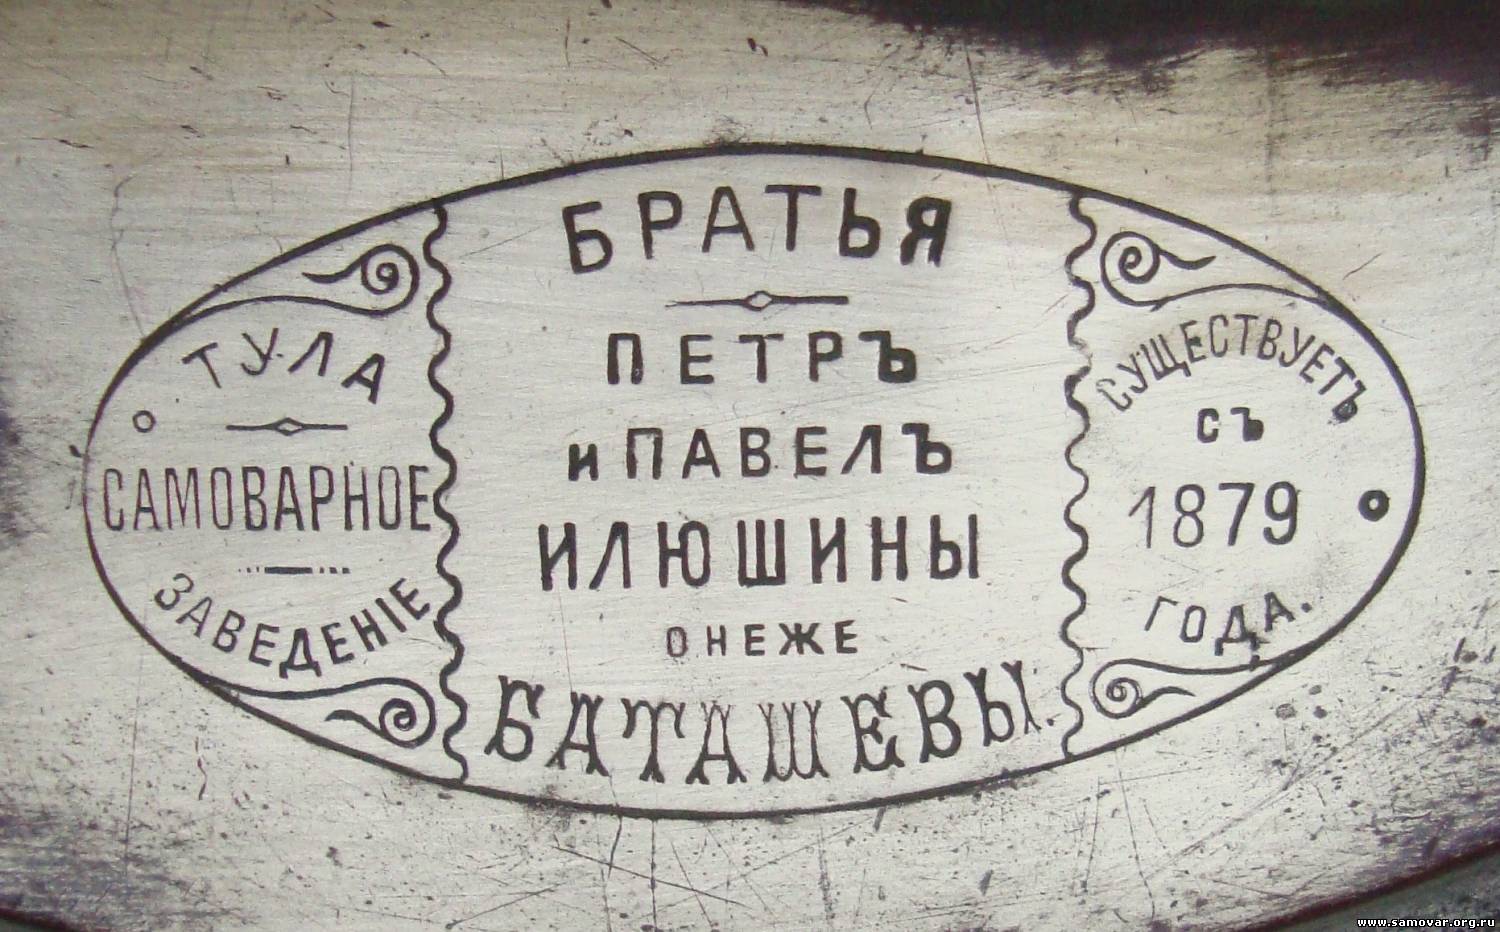 ТУЛА
САМОВАРНОЕ
ЗАВЕДЕНІЕ
БРАТЬЯ
ПЕТРЪ
и ПАВЕЛЪ
ИЛЮШИНЫ
ОНЕЖЕ
БАТАШЕВЫ.
СУЩЕСТВУЕТЪ
СЪ
1879
ГОДА.
www.samovar.org.ru